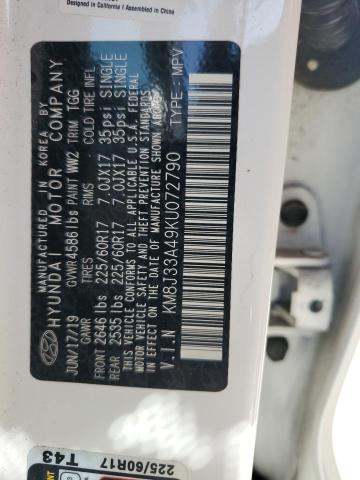 Designed in California | Assembled in China
MANUFACTURED IN KOREA BY
HYUNDAI MOTOR COMPANY
JUN/17/19 GVWR 4586 lbs PAINT WW2 TRIM TGG
GAWR TIRES RIMS COLD TIRE INFL
FRONT 2646 lbs 225/60R17 7.0JX17 35psi SINGLE
REAR 2535 lbs 225/60R17 7.0JX17 35psi SINGLE
THIS VEHICLE CONFORMS TO ALL APPLICABLE U.S.A. FEDERAL
MOTOR VEHICLE SAFETY AND THEFT PREVENTION STANDARDS
IN EFFECT ON THE DATE OF MANUFACTURE SHOWN ABOVE.
V.I.N KM8J33A49KU072790 TYPE: MPV
225/60R17
T43